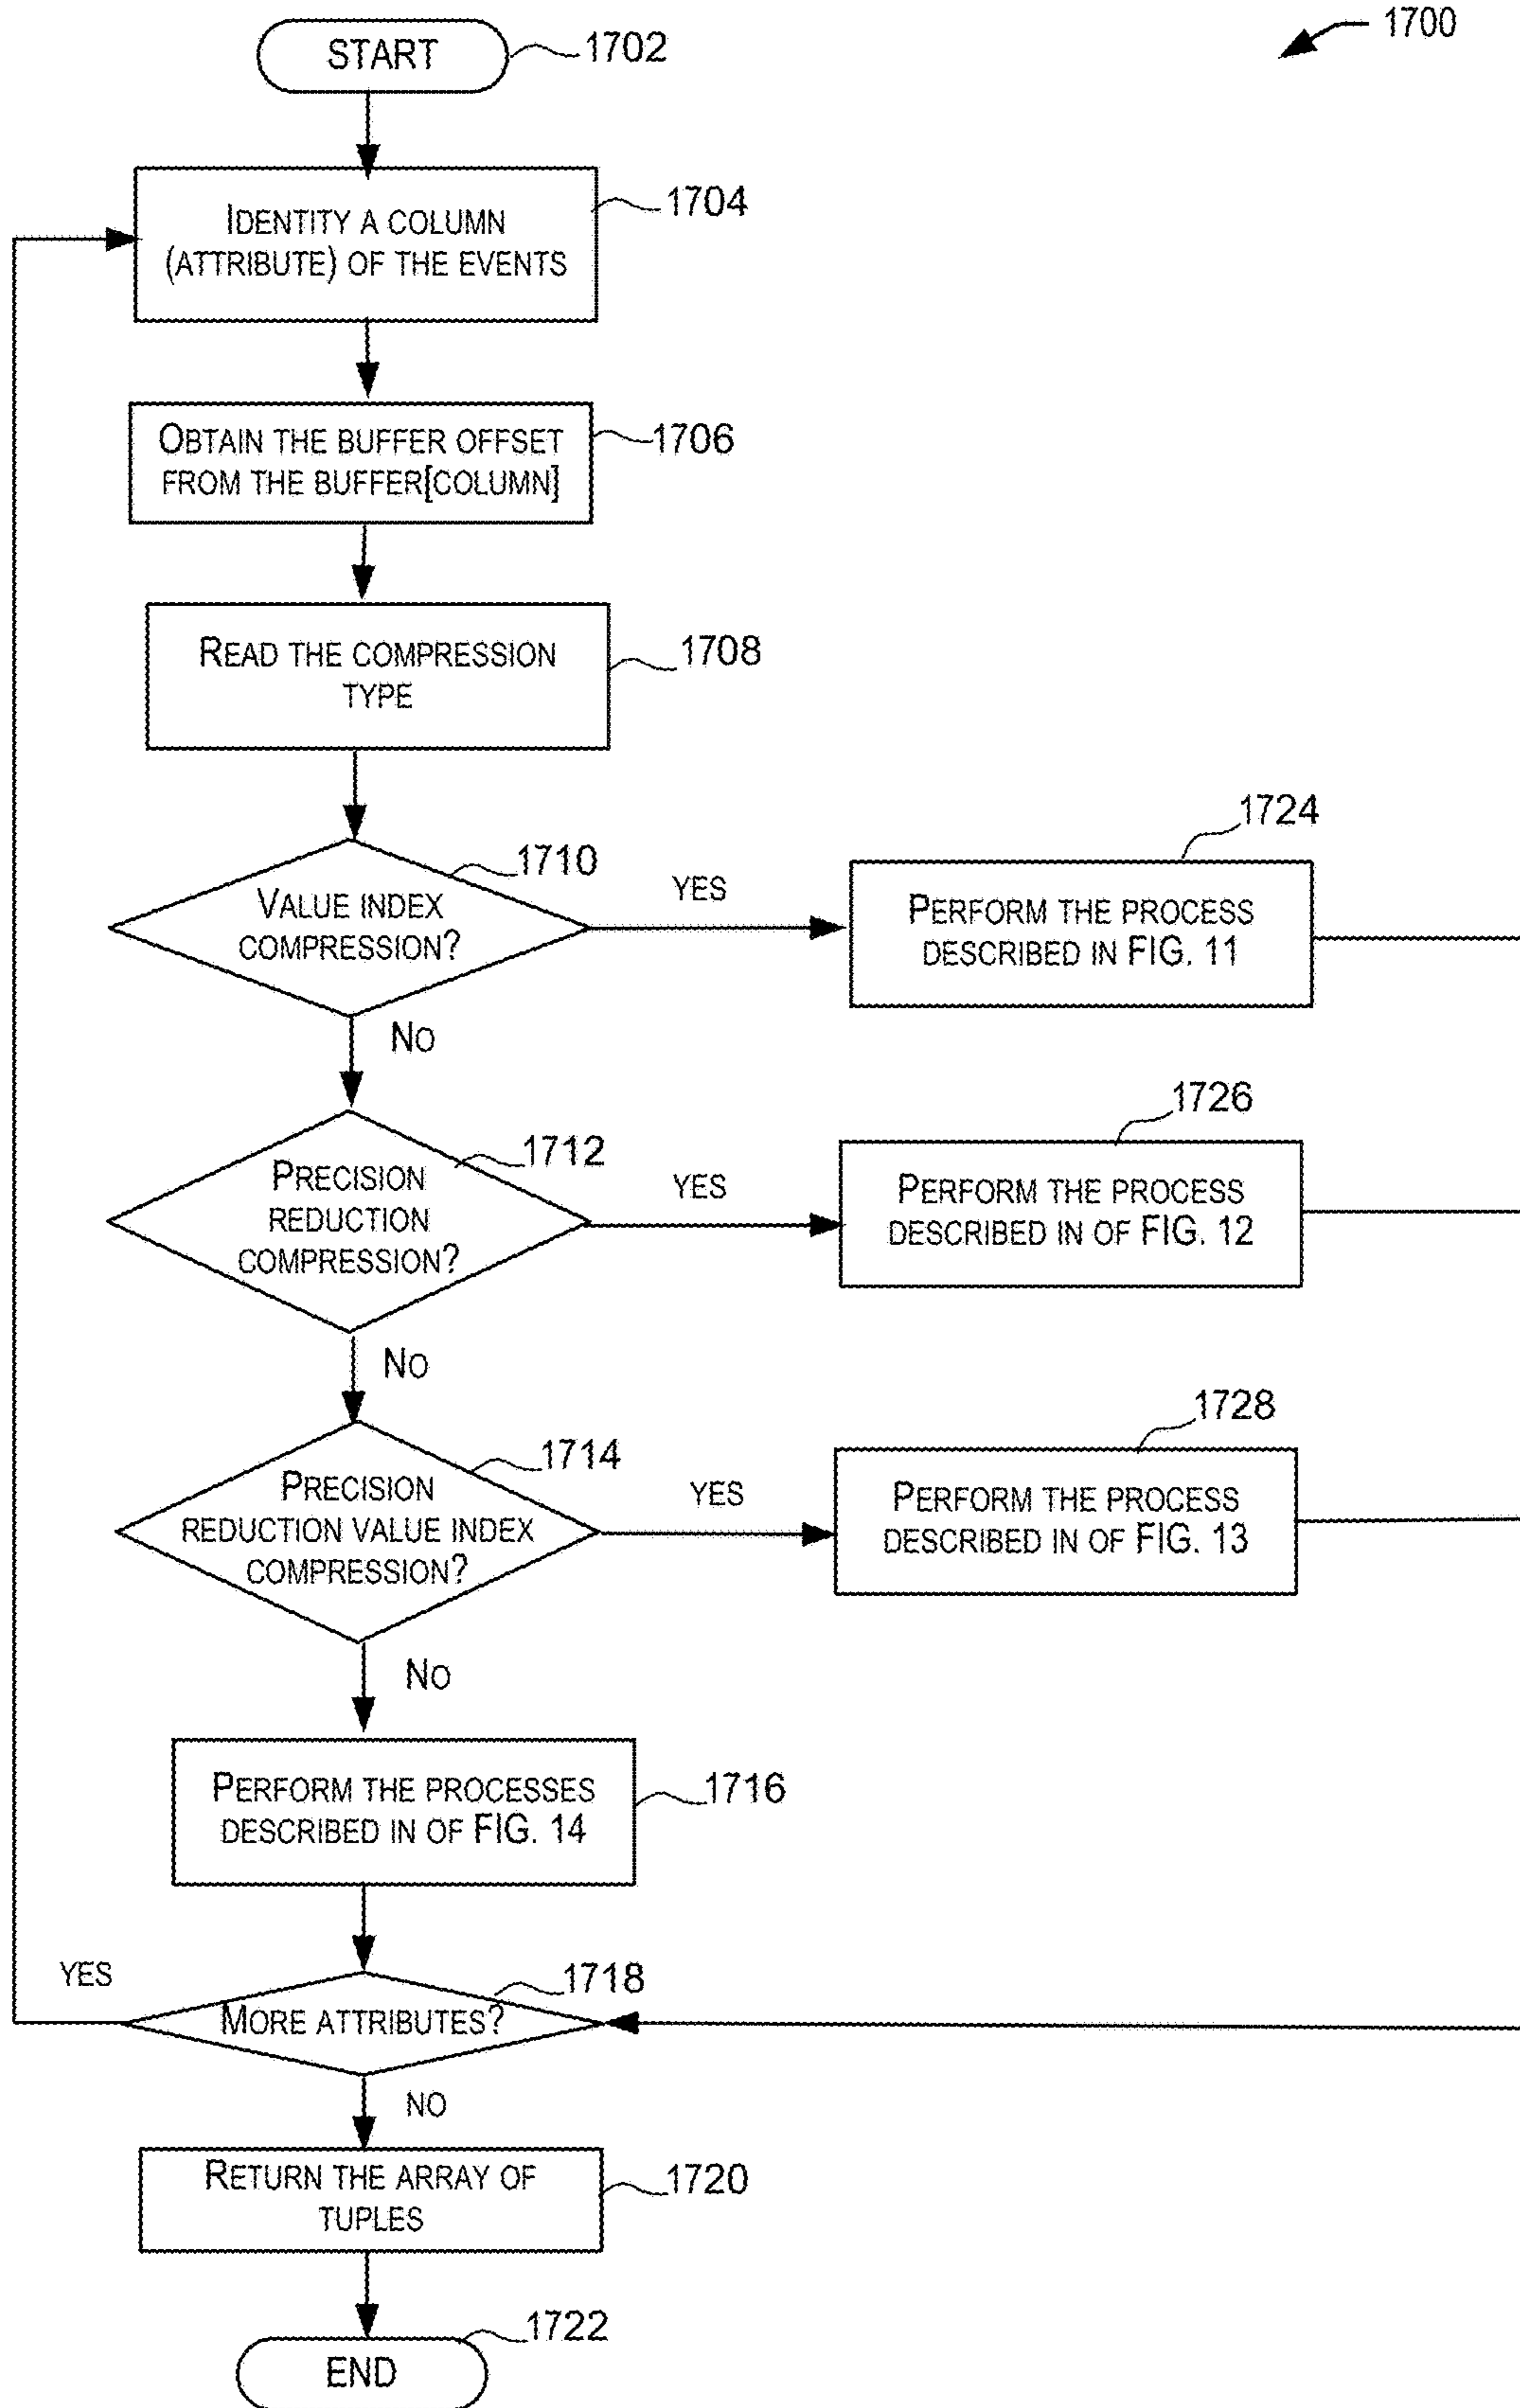 1700
START
1702
IDENTITY A COLUMN
(ATTRIBUTE) OF THE EVENTS
1704
OBTAIN THE BUFFER OFFSET
FROM THE BUFFER[COLUMN]
1706
READ THE COMPRESSION
TYPE
1708
VALUE INDEX
COMPRESSION?
1710
YES
NO
PERFORM THE PROCESS
DESCRIBED IN FIG. 11
1724
PRECISION
REDUCTION
COMPRESSION?
1712
YES
NO
PERFORM THE PROCESS
DESCRIBED IN OF FIG. 12
1726
PRECISION
REDUCTION VALUE INDEX
COMPRESSION?
1714
YES
NO
PERFORM THE PROCESS
DESCRIBED IN OF FIG. 13
1728
PERFORM THE PROCESSES
DESCRIBED IN OF FIG. 14
1716
YES
MORE ATTRIBUTES?
1718
NO
RETURN THE ARRAY OF
TUPLES
1720
END
1722